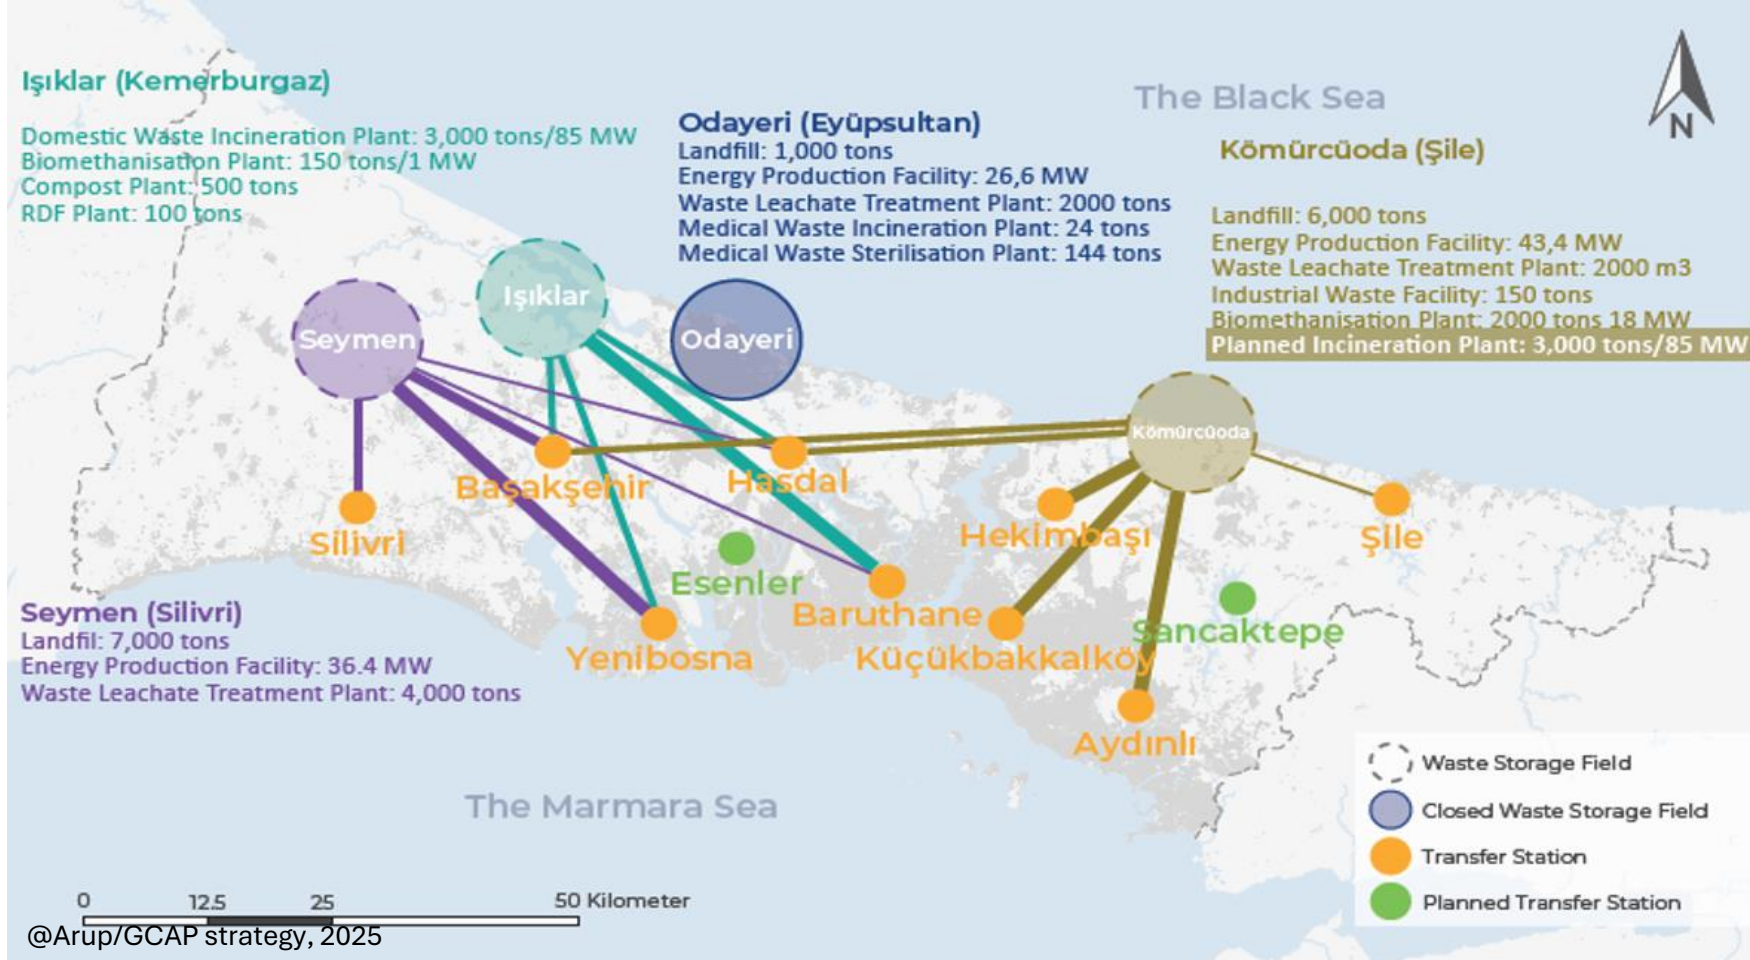 Işıklar (Kemerburgaz)
Domestic Waste Incineration Plant: 3,000 tons/85 MW
Biomethanisation Plant: 150 tons/1 MW
Compost Plant: 500 tons
RDF Plant: 100 tons
Odayeri (Eyüpsultan)
Landfill: 1,000 tons
Energy Production Facility: 26,6 MW
Waste Leachate Treatment Plant: 2000 tons
Medical Waste Incineration Plant: 24 tons
Medical Waste Sterilisation Plant: 144 tons
The Black Sea
N
Kömürcüoda (Şile)
Landfill: 6,000 tons
Energy Production Facility: 43,4 MW
Waste Leachate Treatment Plant: 2000 m3
Industrial Waste Facility: 150 tons
Biomethanisation Plant: 2000 tons 18 MW
Planned Incineration Plant: 3,000 tons/85 MW
Işıklar
Seymen
Odayeri
Kömürcüoda
Başakşehir
Hasdal
Silivri
Hekimbaşı
Şile
Esenler
Baruthane
Sancaktepe
Yenibosna
Küçükbakkalköy
Aydınlı
Seymen (Silivri)
Landfil: 7,000 tons
Energy Production Facility: 36.4 MW
Waste Leachate Treatment Plant: 4,000 tons
The Marmara Sea
Waste Storage Field
Closed Waste Storage Field
Transfer Station
Planned Transfer Station
0 12.5 25 50 Kilometer
@Arup/GCAP strategy, 2025